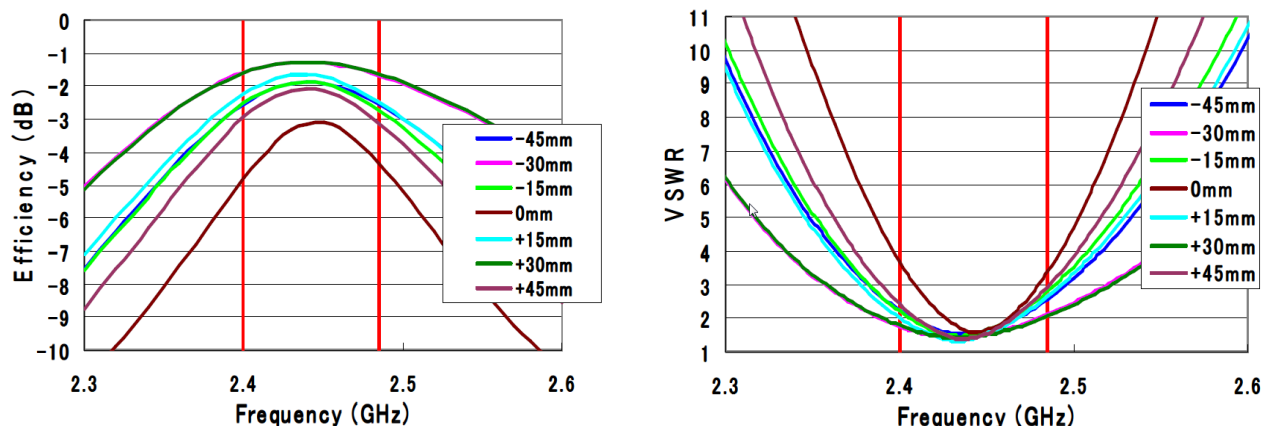 Efficiency (dB)
0
-1
-2
-3
-4
-5
-6
-7
-8
-9
-10
2.3
2.4
2.5
2.6
Frequency (GHz)
-45mm
-30mm
-15mm
0mm
+15mm
+30mm
+45mm
VSWR
11
10
9
8
7
6
5
4
3
2
1
2.3
2.4
2.5
2.6
Frequency (GHz)
-45mm
-30mm
-15mm
0mm
+15mm
+30mm
+45mm